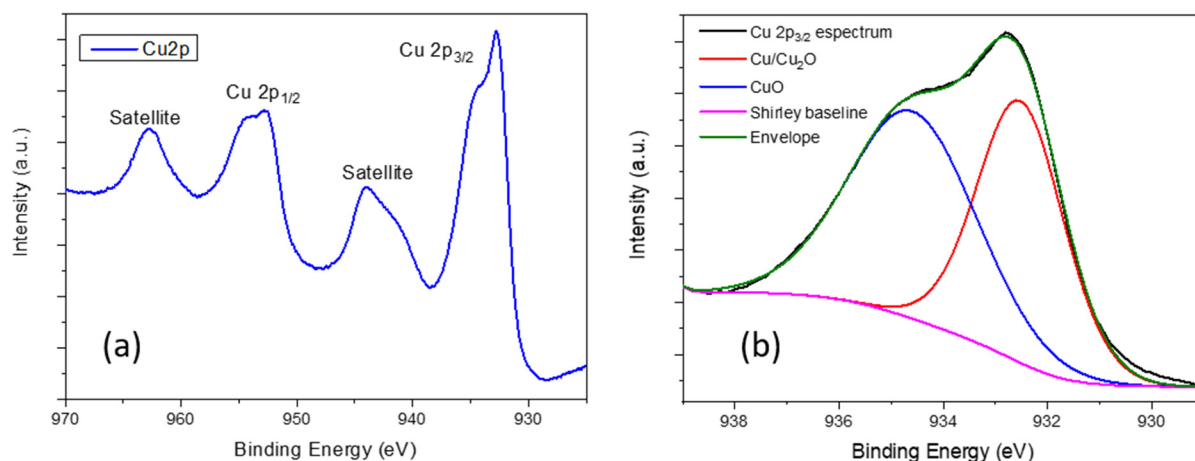 Cu2p
Satellite
Cu 2p1/2
Satellite
Cu 2p3/2
Intensity (a.u.)
(a)
970
960
950
940
930
Binding Energy (eV)
Cu 2p3/2 espectrum
Cu/Cu2O
CuO
Shirley baseline
Envelope
Intensity (a.u.)
(b)
938
936
934
932
930
Binding Energy (eV)